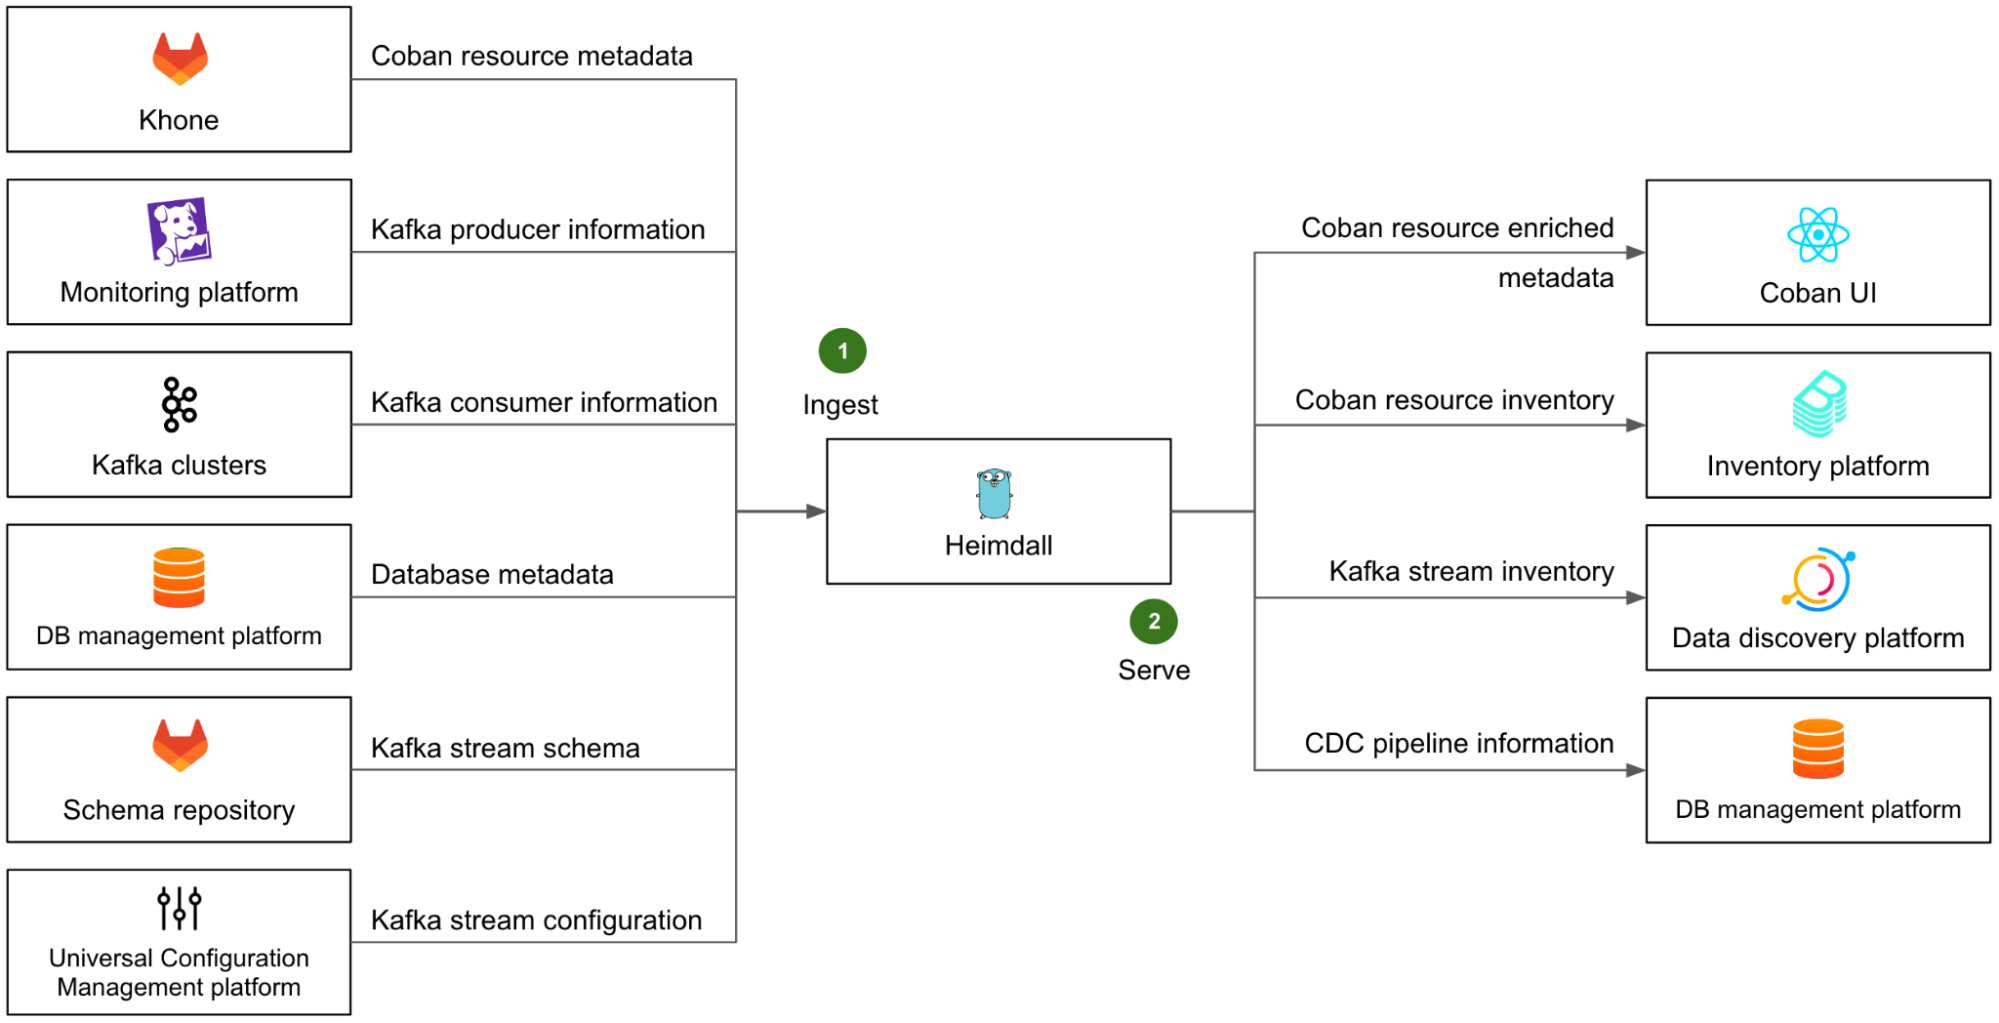 Khone
Coban resource metadata
Monitoring platform
Kafka producer information
Kafka clusters
Kafka consumer information
DB management platform
Database metadata
Schema repository
Kafka stream schema
Universal Configuration
Management platform
Kafka stream configuration
1
Ingest
Heimdall
2
Serve
Coban resource enriched
metadata
Coban UI
Coban resource inventory
Inventory platform
Kafka stream inventory
Data discovery platform
CDC pipeline information
DB management platform